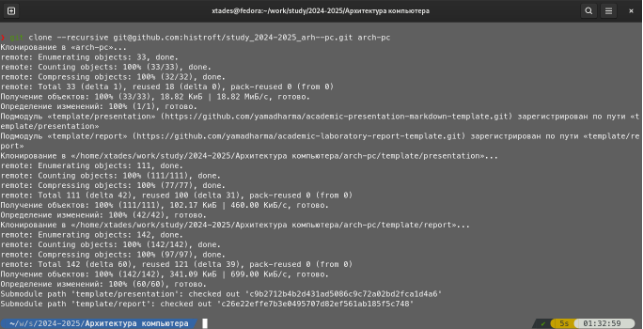 xtades@fedora:~/work/study/2024-2025/Архитектура компьютера
git clone --recursive git@github.com:histroft/study_2024-2025_arh--pc.git arch-pc
Клонирование в «arch-pc»...
remote: Enumerating objects: 33, done.
remote: Counting objects: 100% (33/33), done.
remote: Compressing objects: 100% (32/32), done.
remote: Total 33 (delta 1), reused 18 (delta 0), pack-reused 0 (from 0)
Получение объектов: 100% (33/33), 18.82 КиБ | 18.82 МиБ/с, готово.
Определение изменений: 100% (1/1), готово.
Подмодуль «template/presentation» (https://github.com/yamadharma/academic-presentation-markdown-template.git) зарегистрирован по пути «t
emplate/presentation»
Подмодуль «template/report» (https://github.com/yamadharma/academic-laboratory-report-template.git) зарегистрирован по пути «template/re
port»
Клонирование в «/home/xtades/work/study/2024-2025/Архитектура компьютера/arch-pc/template/presentation»...
remote: Enumerating objects: 111, done.
remote: Counting objects: 100% (111/111), done.
remote: Compressing objects: 100% (77/77), done.
remote: Total 111 (delta 42), reused 100 (delta 31), pack-reused 0 (from 0)
Получение объектов: 100% (111/111), 102.17 КиБ | 460.00 КиБ/с, готово.
Определение изменений: 100% (42/42), готово.
Клонирование в «/home/xtades/work/study/2024-2025/Архитектура компьютера/arch-pc/template/report»...
remote: Enumerating objects: 142, done.
remote: Counting objects: 100% (142/142), done.
remote: Compressing objects: 100% (97/97), done.
remote: Total 142 (delta 60), reused 121 (delta 39), pack-reused 0 (from 0)
Получение объектов: 100% (142/142), 341.09 КиБ | 699.00 КиБ/с, готово.
Определение изменений: 100% (60/60), готово.
Submodule path 'template/presentation': checked out 'c9b2712b4b2d431ad5086c9c72a02bd2fca1d4a6'
Submodule path 'template/report': checked out 'c26e22effe7b3e0495707d82ef561ab185f5c748'
~/w/s/2024-2025/Архитектура компьютера 5s 01:32:59